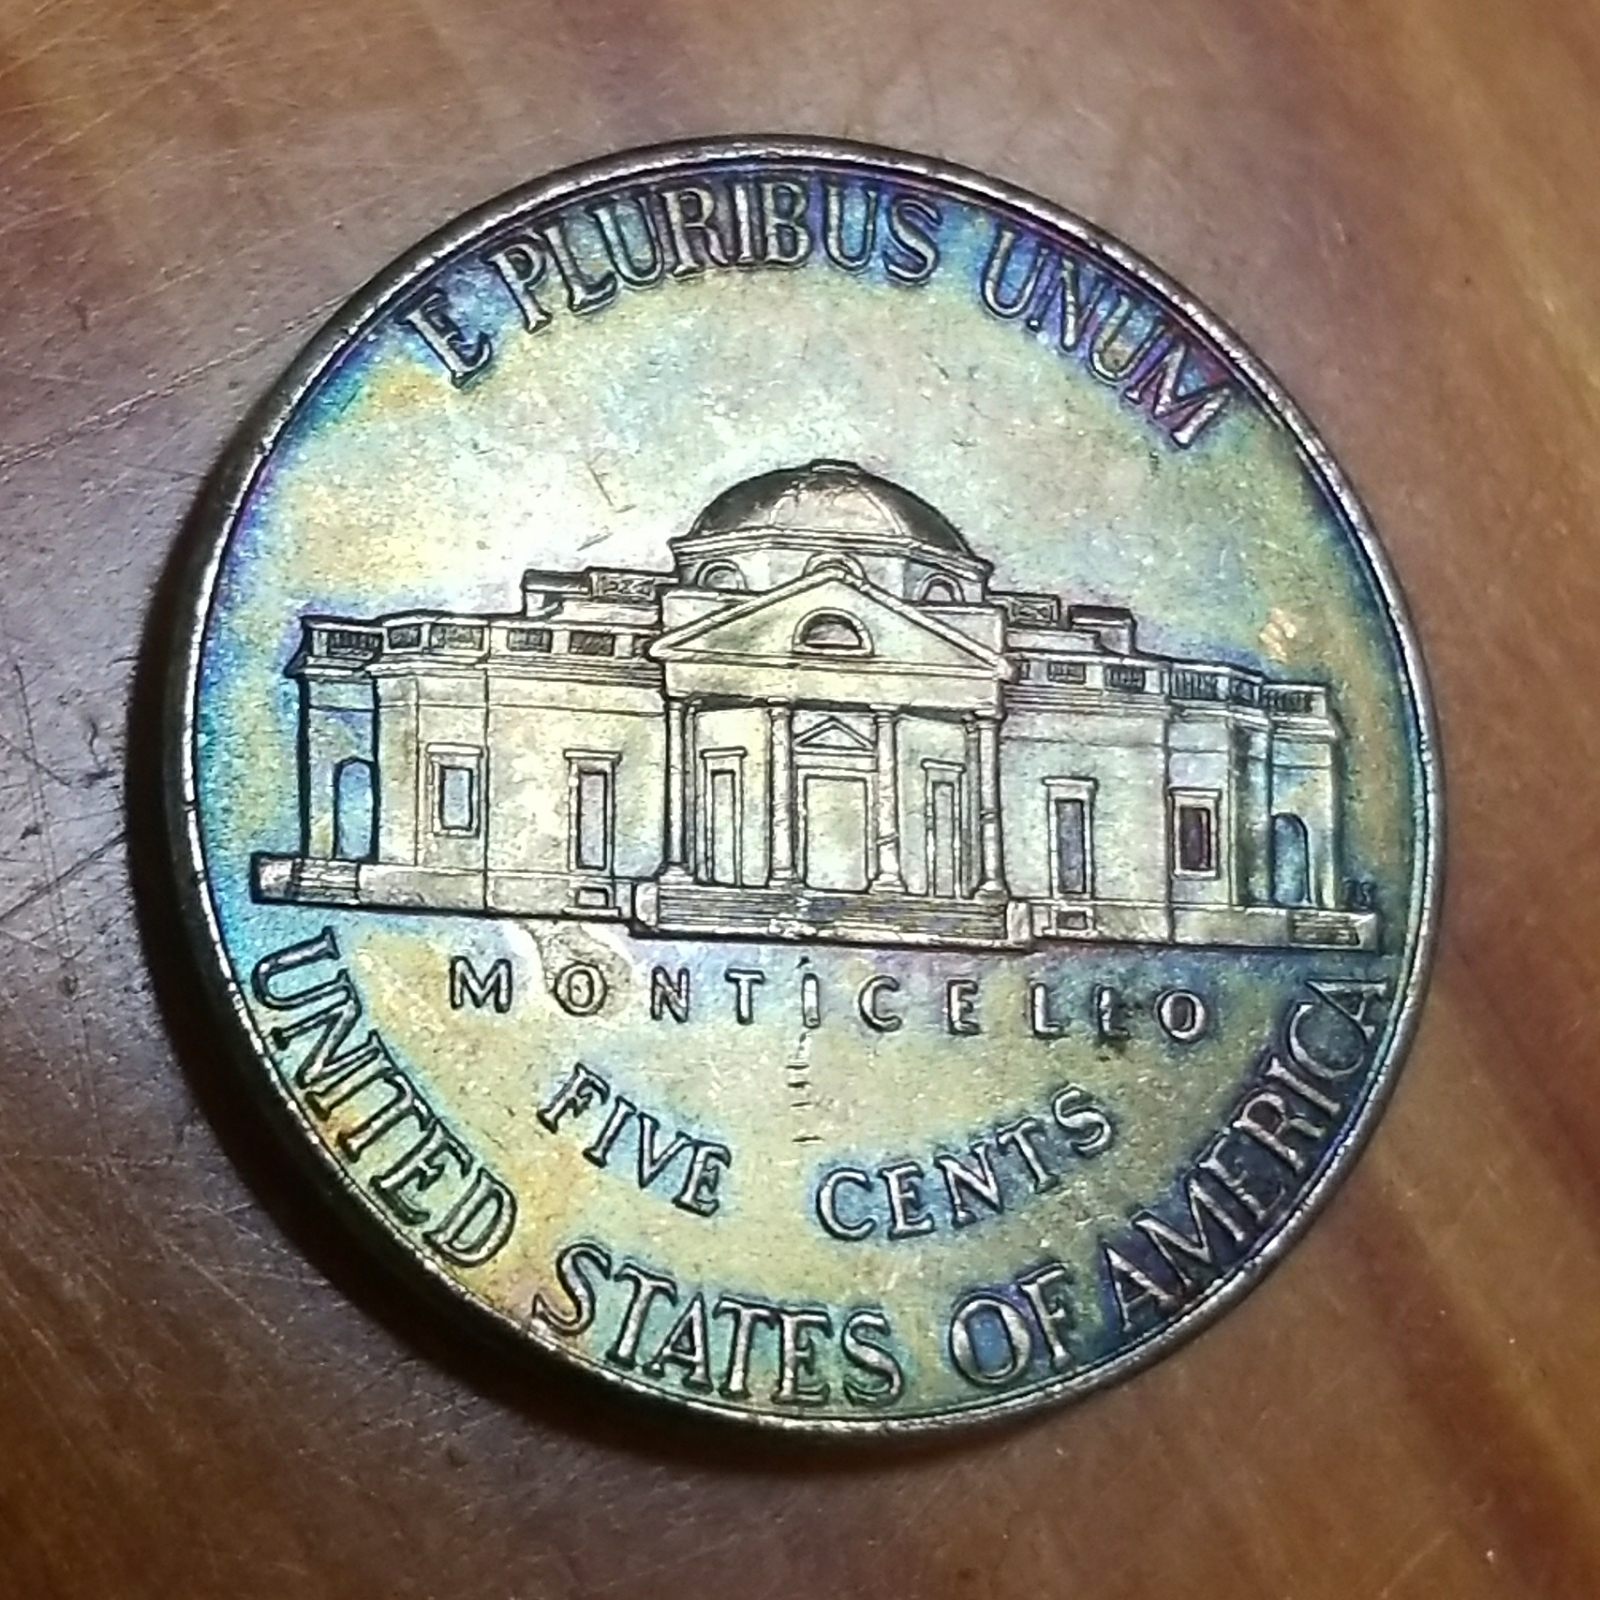 E PLURIBUS UNUM
MONTICELLO
FIVE CENTS
UNITED STATES OF AMERICA